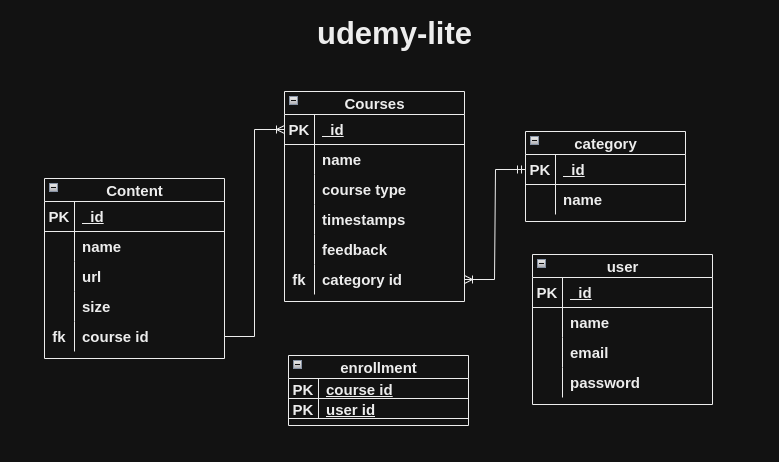 udemy-lite
Courses
PK _id
name
course type
timestamps
feedback
fk category id
category
PK _id
name
Content
PK _id
name
url
size
fk course id
user
PK _id
name
email
password
enrollment
PK course id
PK user id